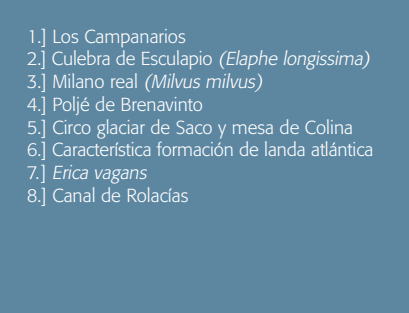 1.] Los Campanarios
2.] Culebra de Esculapio (Elaphe longissima)
3.] Milano real (Milvus milvus)
4.] Poljé de Brenavinto
5.] Circo glaciar de Saco y mesa de Colina
6.] Característica formación de landa atlántica
7.] Erica vagans
8.] Canal de Rolacías